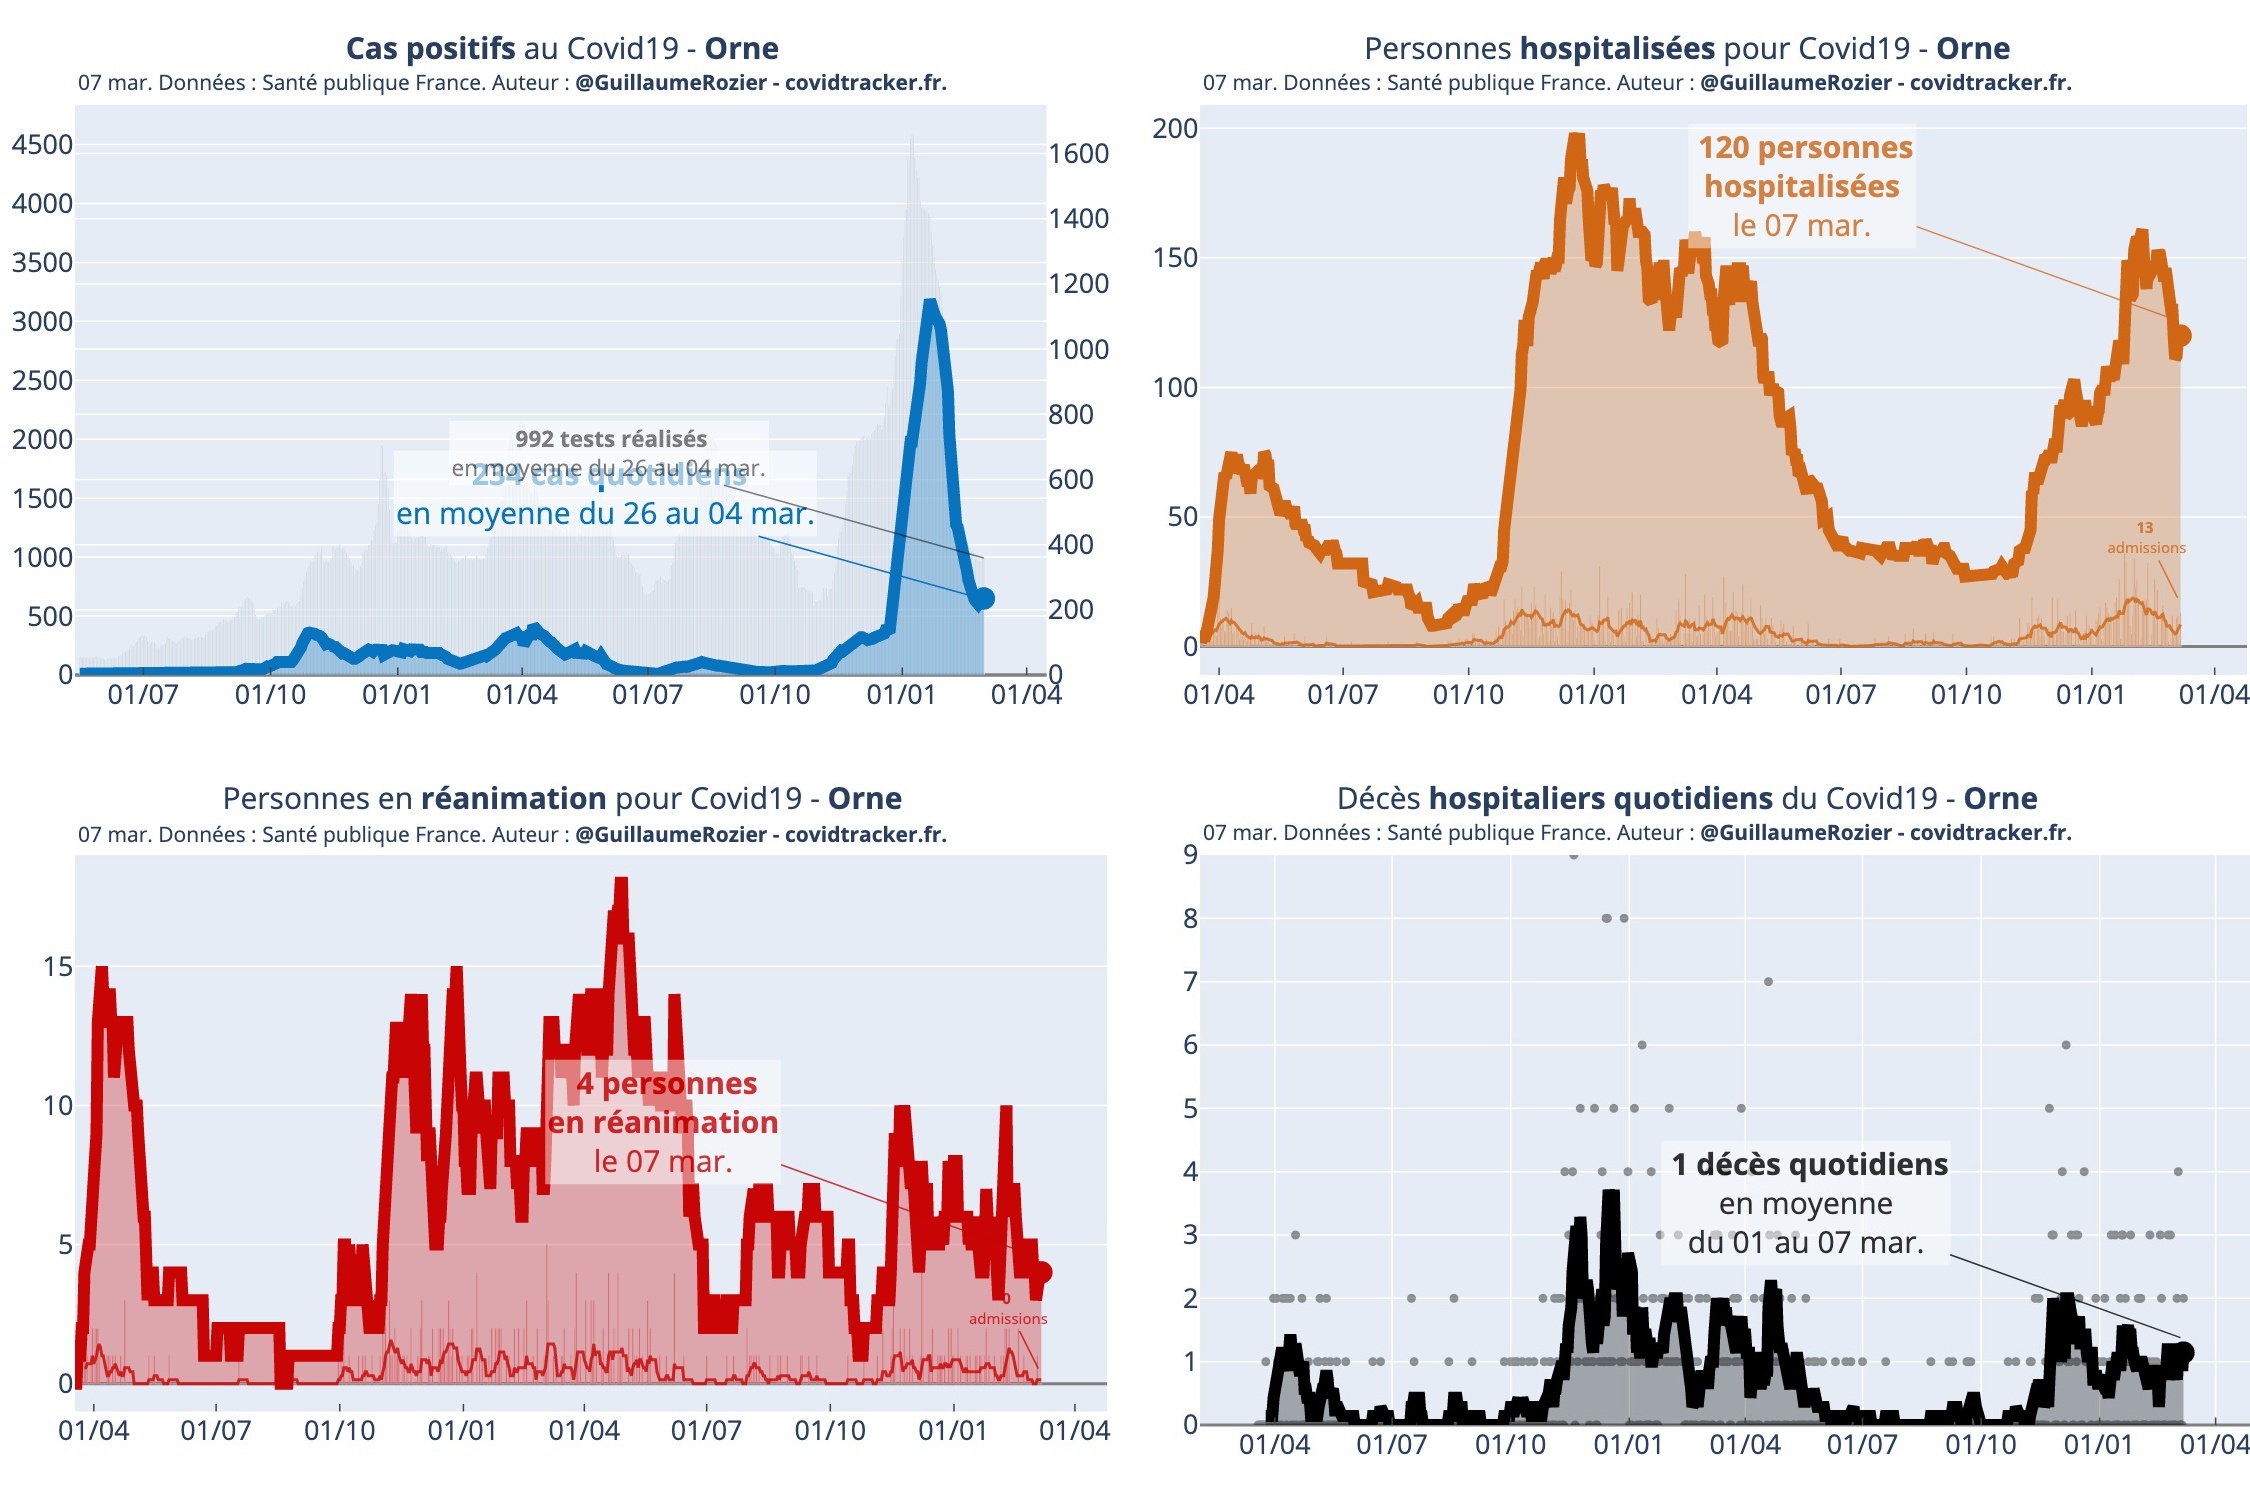 Cas positifs au Covid19 - Orne
07 mar. Données : Santé publique France. Auteur : @GuillaumeRozier - covidtracker.fr.
4500
4000
3500
3000
2500
2000
1500
1000
500
0
1600
1400
1200
1000
800
600
400
200
0
992 tests réalisés
en moyenne du 26 au 04 mar.
234 cas quotidiens
en moyenne du 26 au 04 mar.
01/07 01/10 01/01 01/04 01/07 01/10 01/01 01/04
Personnes hospitalisées pour Covid19 - Orne
07 mar. Données : Santé publique France. Auteur : @GuillaumeRozier - covidtracker.fr.
200
150
100
50
0
120 personnes
hospitalisées
le 07 mar.
13
admissions
01/04 01/07 01/10 01/01 01/04 01/07 01/10 01/01 01/04
Personnes en réanimation pour Covid19 - Orne
07 mar. Données : Santé publique France. Auteur : @GuillaumeRozier - covidtracker.fr.
15
10
5
0
4 personnes
en réanimation
le 07 mar.
0
admissions
01/04 01/07 01/10 01/01 01/04 01/07 01/10 01/01 01/04
Décès hospitaliers quotidiens du Covid19 - Orne
07 mar. Données : Santé publique France. Auteur : @GuillaumeRozier - covidtracker.fr.
9
8
7
6
5
4
3
2
1
0
1 décès quotidiens
en moyenne
du 01 au 07 mar.
01/04 01/07 01/10 01/01 01/04 01/07 01/10 01/01 01/04